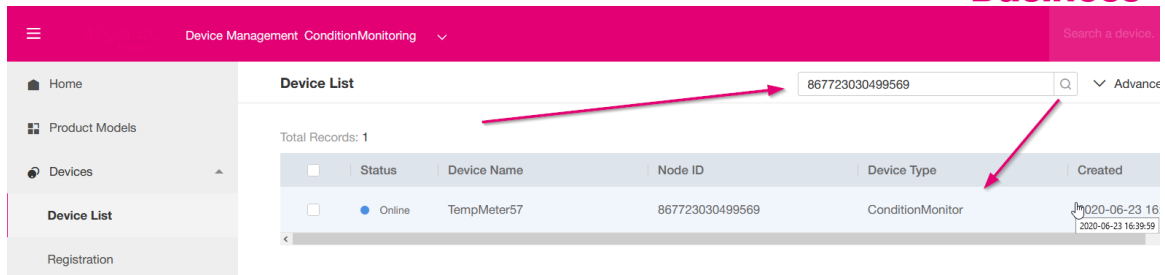 Device Management ConditionMonitoring
Search a device.
Home
Device List
867723030499569
Advance
Product Models
Total Records: 1
Devices
Status Device Name Node ID Device Type Created
Device List
Online TempMeter57 867723030499569 ConditionMonitor 2020-06-23 16
2020-06-23 16:39:59
Registration